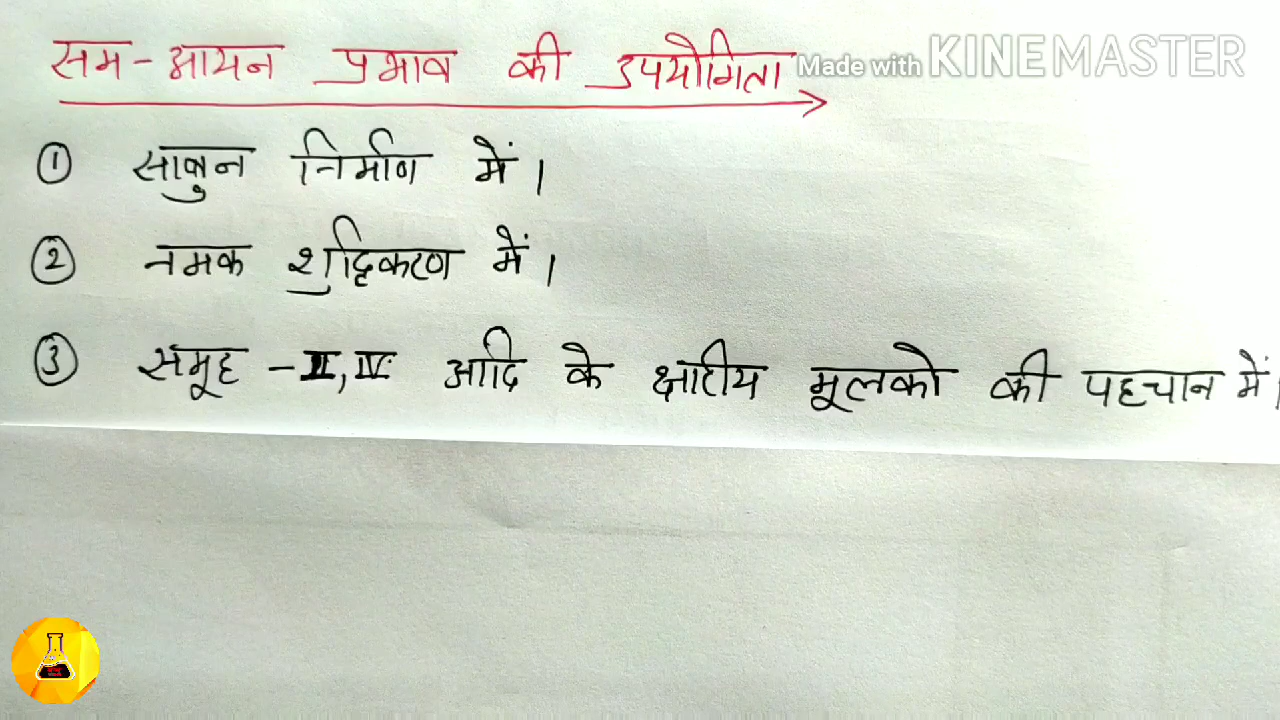 सम-आयन प्रभाव की उपयोगिता
Made with KINEMASTER
① साबुन निर्माण में।
② नमक शुद्दिकरण में।
③ समूह -II, IV आदि के क्षारीय मूलको की पहचान में।